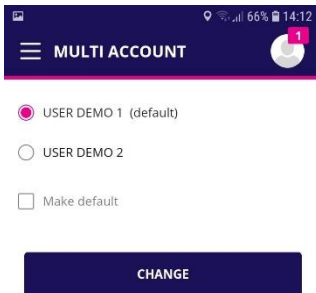 66% 14:12
MULTI ACCOUNT
1
USER DEMO 1 (default)
USER DEMO 2
Make default
CHANGE